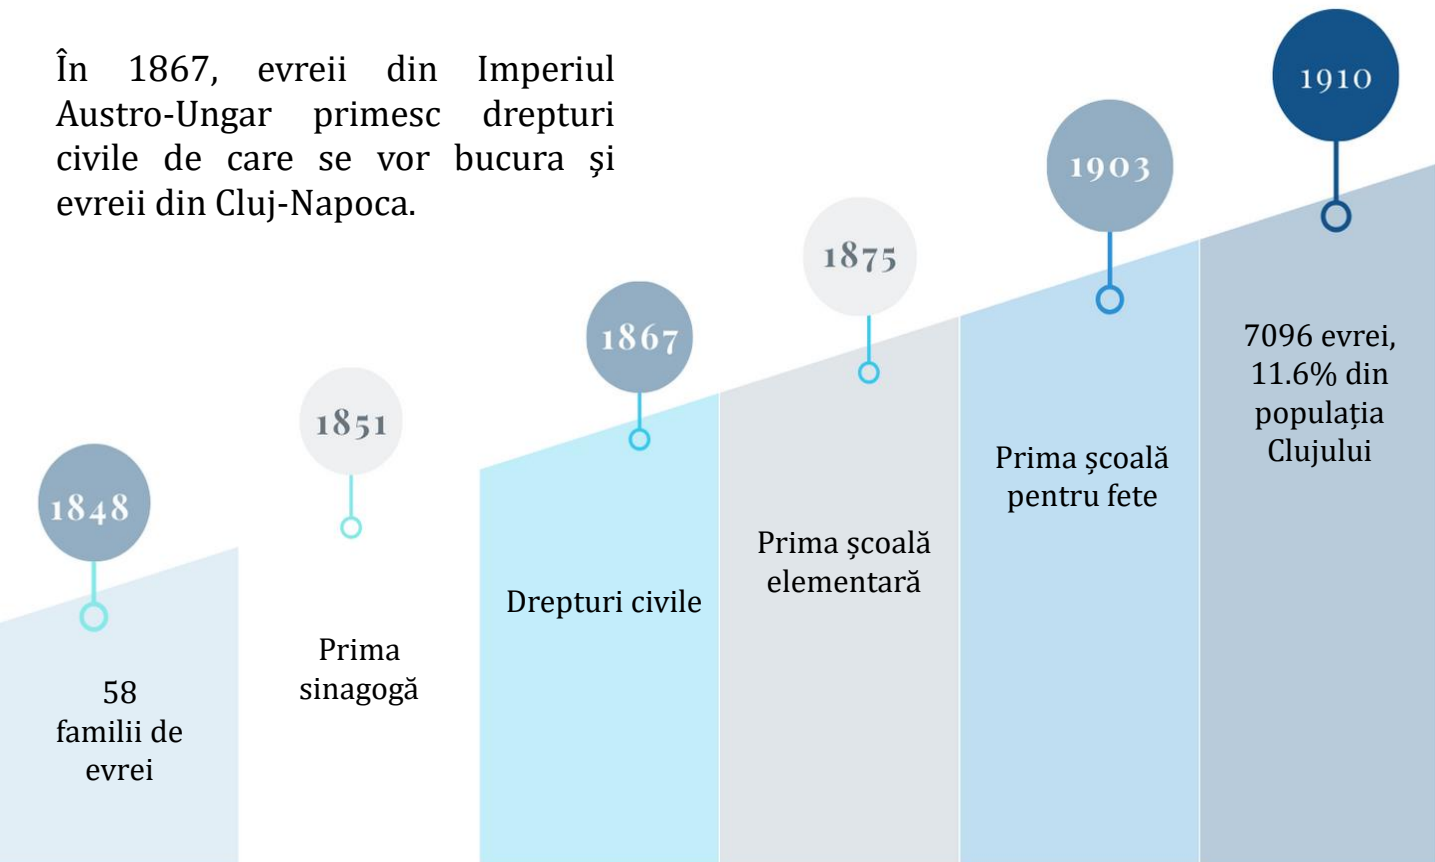 În 1867, evreii din Imperiul
Austro-Ungar primesc drepturi
civile de care se vor bucura și
evreii din Cluj-Napoca.
1848
58
familii de
evrei
1851
Prima
sinagogă
1867
Drepturi civile
1875
Prima școală
elementară
1903
Prima școală
pentru fete
1910
7096 evrei,
11.6% din
populația
Clujului